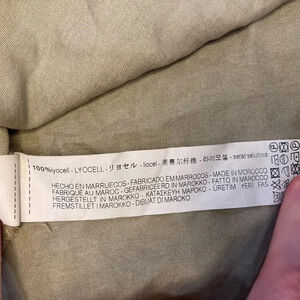 100%lyocell - LYOCELL - リヨセル - liocel - 莱赛尔纤维 - 라이오셀 - serat selulosa
HECHO EN MARRUECOS - FABRICADO EM MARROCOS - MADE IN MOROCCO
FABRIQUE AU MAROC - GEFABRICEERD IN MAROKKO - FATTO IN MAROCCO
HERGESTELLT IN MAROKKO - ΚΑΤΑΣΚΕΥΗ ΜΑΡΟΚΟ - ÜRETIM YERI FAS
FREMSTILLET I MAROKKO - DIBUAT DI MAROKO